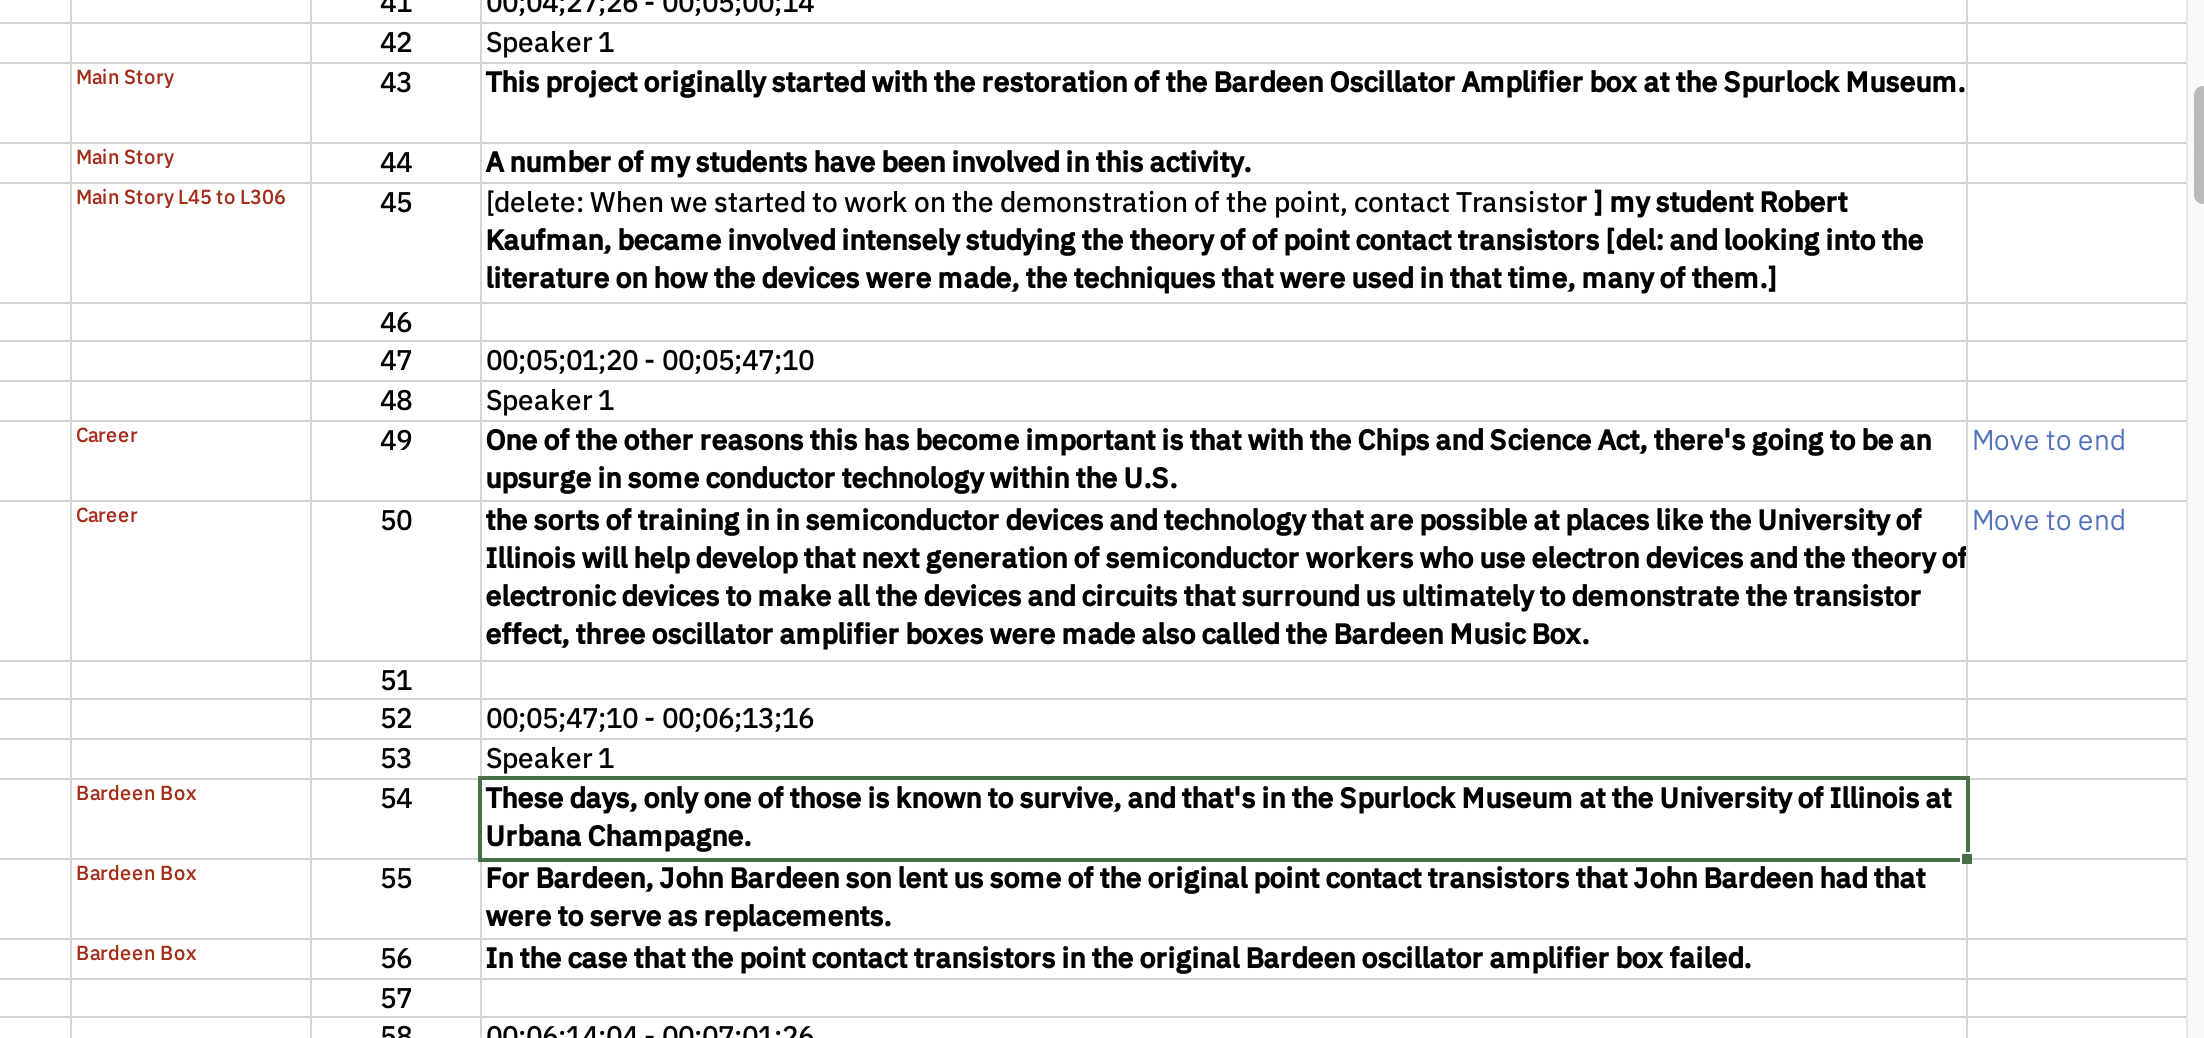 41 00;04;27;26 - 00;05;00;14
42 Speaker 1
Main Story 43 This project originally started with the restoration of the Bardeen Oscillator Amplifier box at the Spurlock Museum.
Main Story 44 A number of my students have been involved in this activity.
Main Story L45 to L306 45 [delete: When we started to work on the demonstration of the point, contact Transistor ] my student Robert
Kaufman, became involved intensely studying the theory of of point contact transistors [del: and looking into the
literature on how the devices were made, the techniques that were used in that time, many of them.]
46
47 00;05;01;20 - 00;05;47;10
48 Speaker 1
Career 49 One of the other reasons this has become important is that with the Chips and Science Act, there's going to be an Move to end
upsurge in some conductor technology within the U.S.
Career 50 the sorts of training in in semiconductor devices and technology that are possible at places like the University of Move to end
Illinois will help develop that next generation of semiconductor workers who use electron devices and the theory of
electronic devices to make all the devices and circuits that surround us ultimately to demonstrate the transistor
effect, three oscillator amplifier boxes were made also called the Bardeen Music Box.
51
52 00;05;47;10 - 00;06;13;16
53 Speaker 1
Bardeen Box 54 These days, only one of those is known to survive, and that's in the Spurlock Museum at the University of Illinois at
Urbana Champagne.
Bardeen Box 55 For Bardeen, John Bardeen son lent us some of the original point contact transistors that John Bardeen had that
were to serve as replacements.
Bardeen Box 56 In the case that the point contact transistors in the original Bardeen oscillator amplifier box failed.
57
58 00;06;14;04 - 00;07;01;26